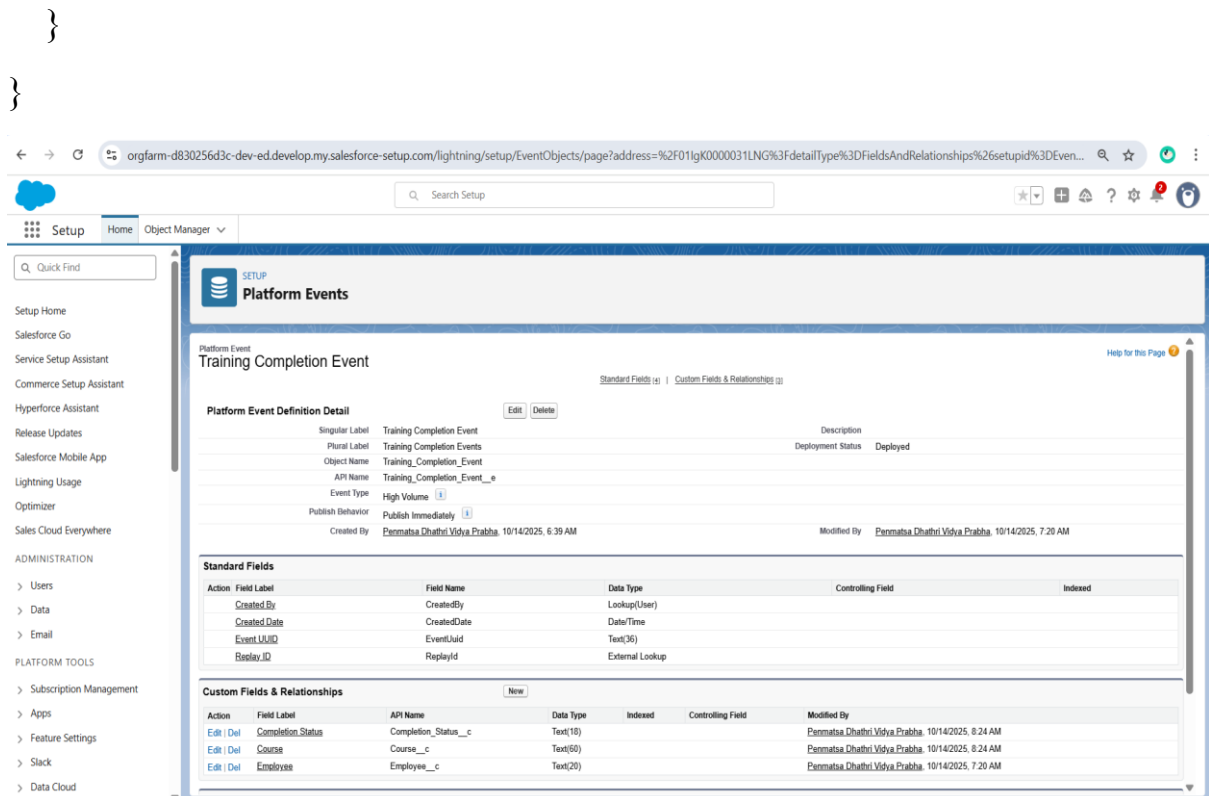 }
}
orgfarm-d830256d3c-dev-ed.develop.my.salesforce-setup.com/lightning/setup/EventObjects/page?address=%2F01IgK0000031LNG%3FdetailType%3DFieldsAndRelationships%26setupid%3DEven...
Search Setup
2
Setup Home Object Manager
Quick Find
Setup Home
Salesforce Go
Service Setup Assistant
Commerce Setup Assistant
Hyperforce Assistant
Release Updates
Salesforce Mobile App
Lightning Usage
Optimizer
Sales Cloud Everywhere
ADMINISTRATION
> Users
> Data
> Email
PLATFORM TOOLS
> Subscription Management
> Apps
> Feature Settings
> Slack
> Data Cloud
SETUP
Platform Events
Platform Event
Training Completion Event
Help for this Page ?
Standard Fields [4] | Custom Fields & Relationships [3]
Platform Event Definition Detail Edit Delete
Singular Label Training Completion Event Description
Plural Label Training Completion Events Deployment Status Deployed
Object Name Training_Completion_Event
API Name Training_Completion_Event__e
Event Type High Volume i
Publish Behavior Publish Immediately i
Created By Penmatsa Dhathri Vidya Prabha, 10/14/2025, 6:39 AM Modified By Penmatsa Dhathri Vidya Prabha, 10/14/2025, 7:20 AM
Standard Fields
Action Field Label Field Name Data Type Controlling Field Indexed
Created By CreatedBy Lookup(User)
Created Date CreatedDate Date/Time
Event UUID EventUuid Text(36)
Replay ID ReplayId External Lookup
Custom Fields & Relationships New
Action Field Label API Name Data Type Indexed Controlling Field Modified By
Edit | Del Completion Status Completion_Status__c Text(18) Penmatsa Dhathri Vidya Prabha, 10/14/2025, 8:24 AM
Edit | Del Course Course__c Text(60) Penmatsa Dhathri Vidya Prabha, 10/14/2025, 8:24 AM
Edit | Del Employee Employee__c Text(20) Penmatsa Dhathri Vidya Prabha, 10/14/2025, 7:20 AM